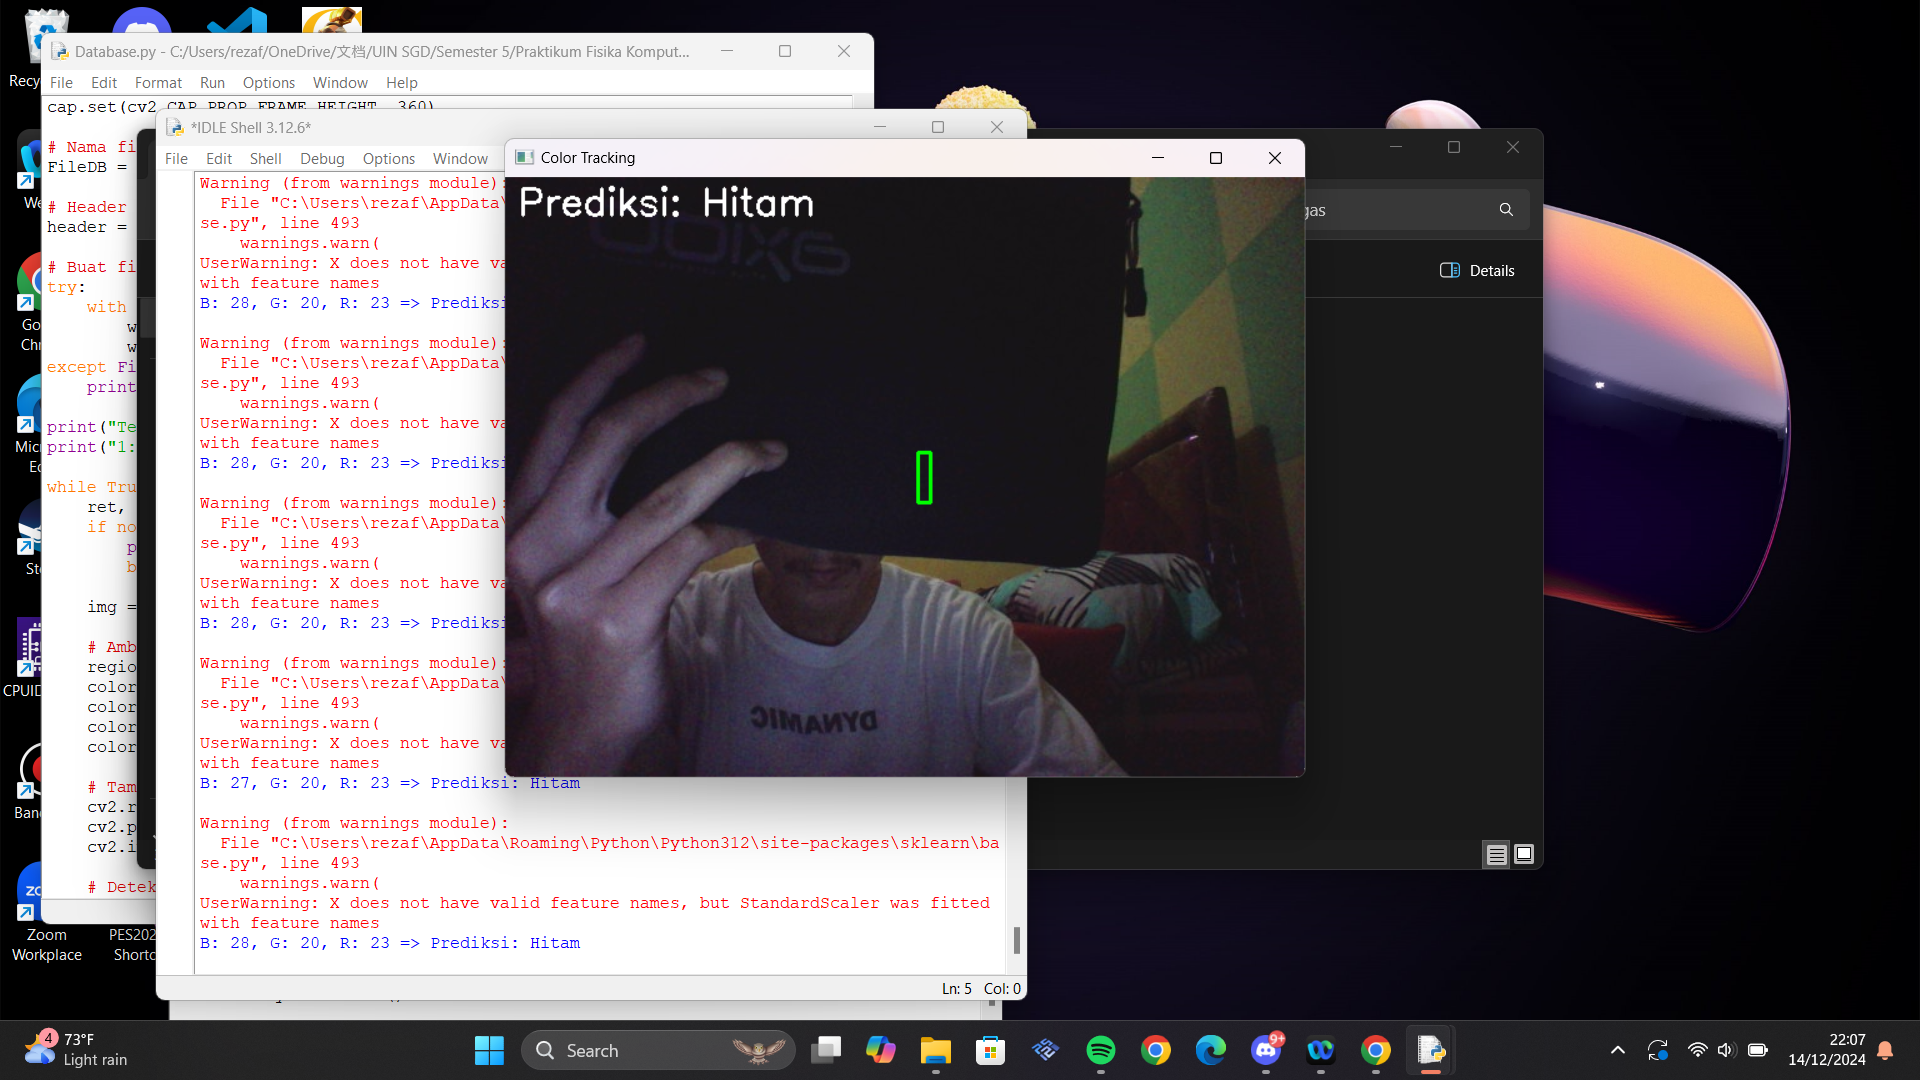 Database.py - C:/Users/rezaf/OneDrive/文档/UIN SGD/Semester 5/Praktikum Fisika Komput...
File Edit Format Run Options Window Help
cap.set(cv2.CAP_PROP_FRAME_HEIGHT, 360)
# Nama fi
FileDB =
# Header
header =
# Buat fi
try:
with
w
w
except Fi
print
print("Te
print("1:
while Tru
ret,
if no
p
b
img =
# Amb
regio
color
color
color
color
# Tam
cv2.r
cv2.p
cv2.i
# Detek
*IDLE Shell 3.12.6*
File Edit Shell Debug Options Window
Warning (from warnings module):
File "C:\Users\rezaf\AppData\
se.py", line 493
warnings.warn(
UserWarning: X does not have va
with feature names
B: 28, G: 20, R: 23 => Prediksi
Warning (from warnings module):
File "C:\Users\rezaf\AppData\
se.py", line 493
warnings.warn(
UserWarning: X does not have va
with feature names
B: 28, G: 20, R: 23 => Prediksi
Warning (from warnings module):
File "C:\Users\rezaf\AppData\
se.py", line 493
warnings.warn(
UserWarning: X does not have va
with feature names
B: 28, G: 20, R: 23 => Prediksi
Warning (from warnings module):
File "C:\Users\rezaf\AppData\
se.py", line 493
warnings.warn(
UserWarning: X does not have va
with feature names
B: 27, G: 20, R: 23 => Prediksi: Hitam
Warning (from warnings module):
File "C:\Users\rezaf\AppData\Roaming\Python\Python312\site-packages\sklearn\ba
se.py", line 493
warnings.warn(
UserWarning: X does not have valid feature names, but StandardScaler was fitted
with feature names
B: 28, G: 20, R: 23 => Prediksi: Hitam
Ln: 5 Col: 0
Color Tracking
Prediksi: Hitam
DYNAMIC
gas
Details
Recy
We
Go
Chr
Micr
Ec
St
CPUID
Ban
Zoom
Workplace
PES202
Shortc
4
73°F
Light rain
Search
9+
22:07
14/12/2024